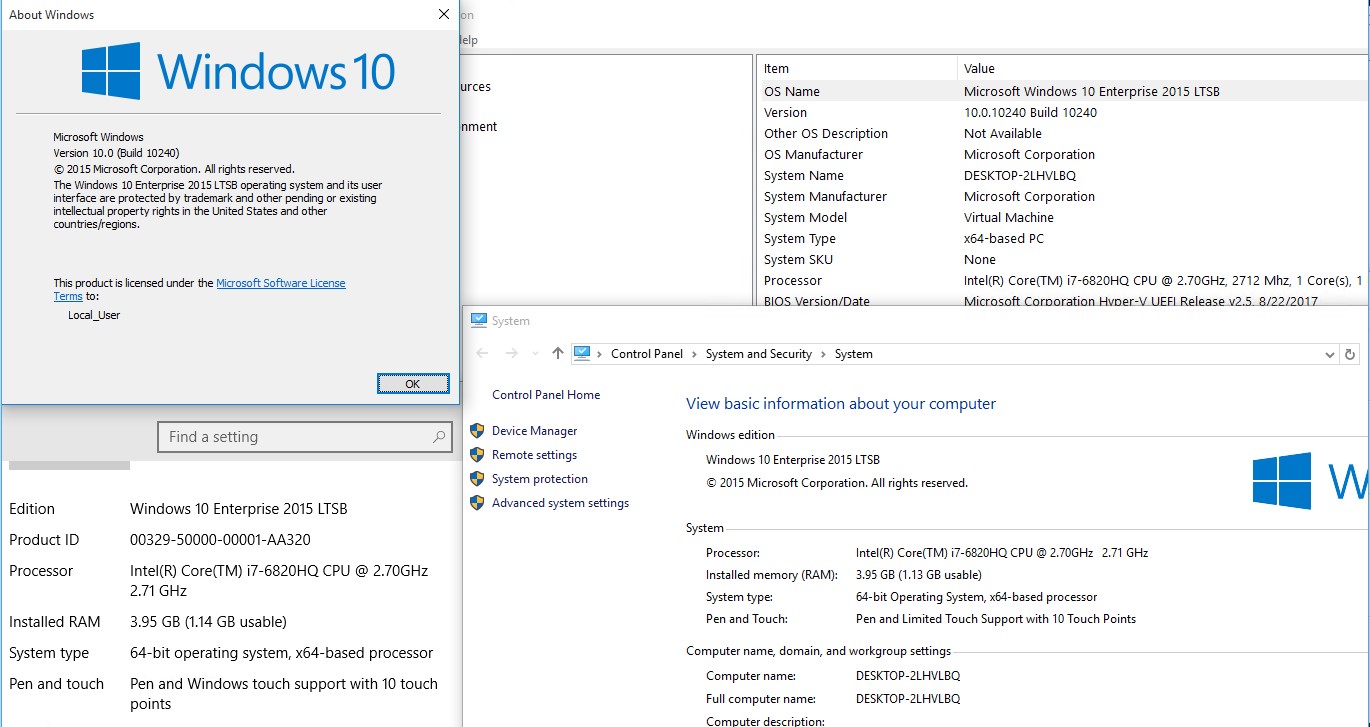 About Windows
Windows 10
Microsoft Windows
Version 10.0 (Build 10240)
© 2015 Microsoft Corporation. All rights reserved.
The Windows 10 Enterprise 2015 LTSB operating system and its user
interface are protected by trademark and other pending or existing
intellectual property rights in the United States and other
countries/regions.
This product is licensed under the Microsoft Software License
Terms to:
Local_User
OK
Item Value
OS Name Microsoft Windows 10 Enterprise 2015 LTSB
Version 10.0.10240 Build 10240
Other OS Description Not Available
OS Manufacturer Microsoft Corporation
System Name DESKTOP-2LHVLBQ
System Manufacturer Microsoft Corporation
System Model Virtual Machine
System Type x64-based PC
System SKU None
Processor Intel(R) Core(TM) i7-6820HQ CPU @ 2.70GHz, 2712 Mhz, 1 Core(s), 1
BIOS Version/Date Microsoft Corporation Hyper-V UEFI Release v2.5, 8/22/2017
Find a setting
Edition Windows 10 Enterprise 2015 LTSB
Product ID 00329-50000-00001-AA320
Processor Intel(R) Core(TM) i7-6820HQ CPU @ 2.70GHz
2.71 GHz
Installed RAM 3.95 GB (1.14 GB usable)
System type 64-bit operating system, x64-based processor
Pen and touch Pen and Windows touch support with 10 touch
points
System
Control Panel > System and Security > System
Control Panel Home
Device Manager
Remote settings
System protection
Advanced system settings
View basic information about your computer
Windows edition
Windows 10 Enterprise 2015 LTSB
© 2015 Microsoft Corporation. All rights reserved.
System
Processor: Intel(R) Core(TM) i7-6820HQ CPU @ 2.70GHz 2.71 GHz
Installed memory (RAM): 3.95 GB (1.13 GB usable)
System type: 64-bit Operating System, x64-based processor
Pen and Touch: Pen and Limited Touch Support with 10 Touch Points
Computer name, domain, and workgroup settings
Computer name: DESKTOP-2LHVLBQ
Full computer name: DESKTOP-2LHVLBQ
Computer description: